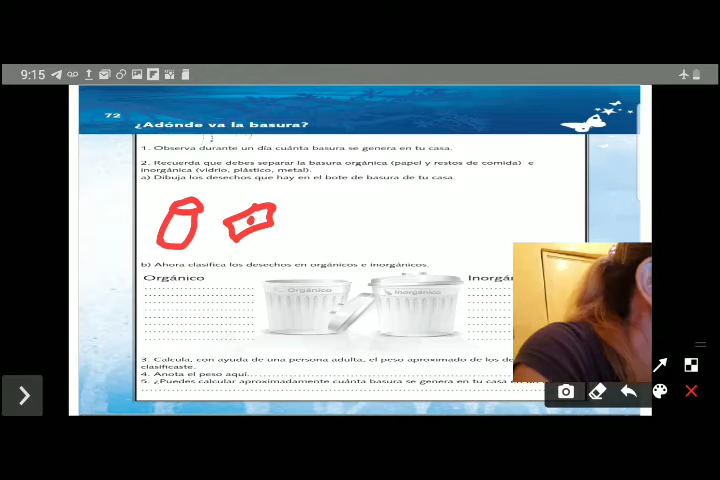 9:15
72
¿Adónde va la basura?
1. Observa durante un día cuánta basura se genera en tu casa.
2. Recuerda que debes separar la basura orgánica (papel y restos de comida) e
inorgánica (vidrio, plástico, metal).
a) Dibuja los desechos que hay en el bote de basura de tu casa.
b) Ahora clasifica los desechos en orgánicos e inorgánicos.
Orgánico
Inorgá
Orgánico
Inorgánico
3. Calcula, con ayuda de una persona adulta, el peso aproximado de los de
clasificaste.
4. Anota el peso aquí
5. ¿Puedes calcular aproximadamente cuánta basura se genera en tu casa